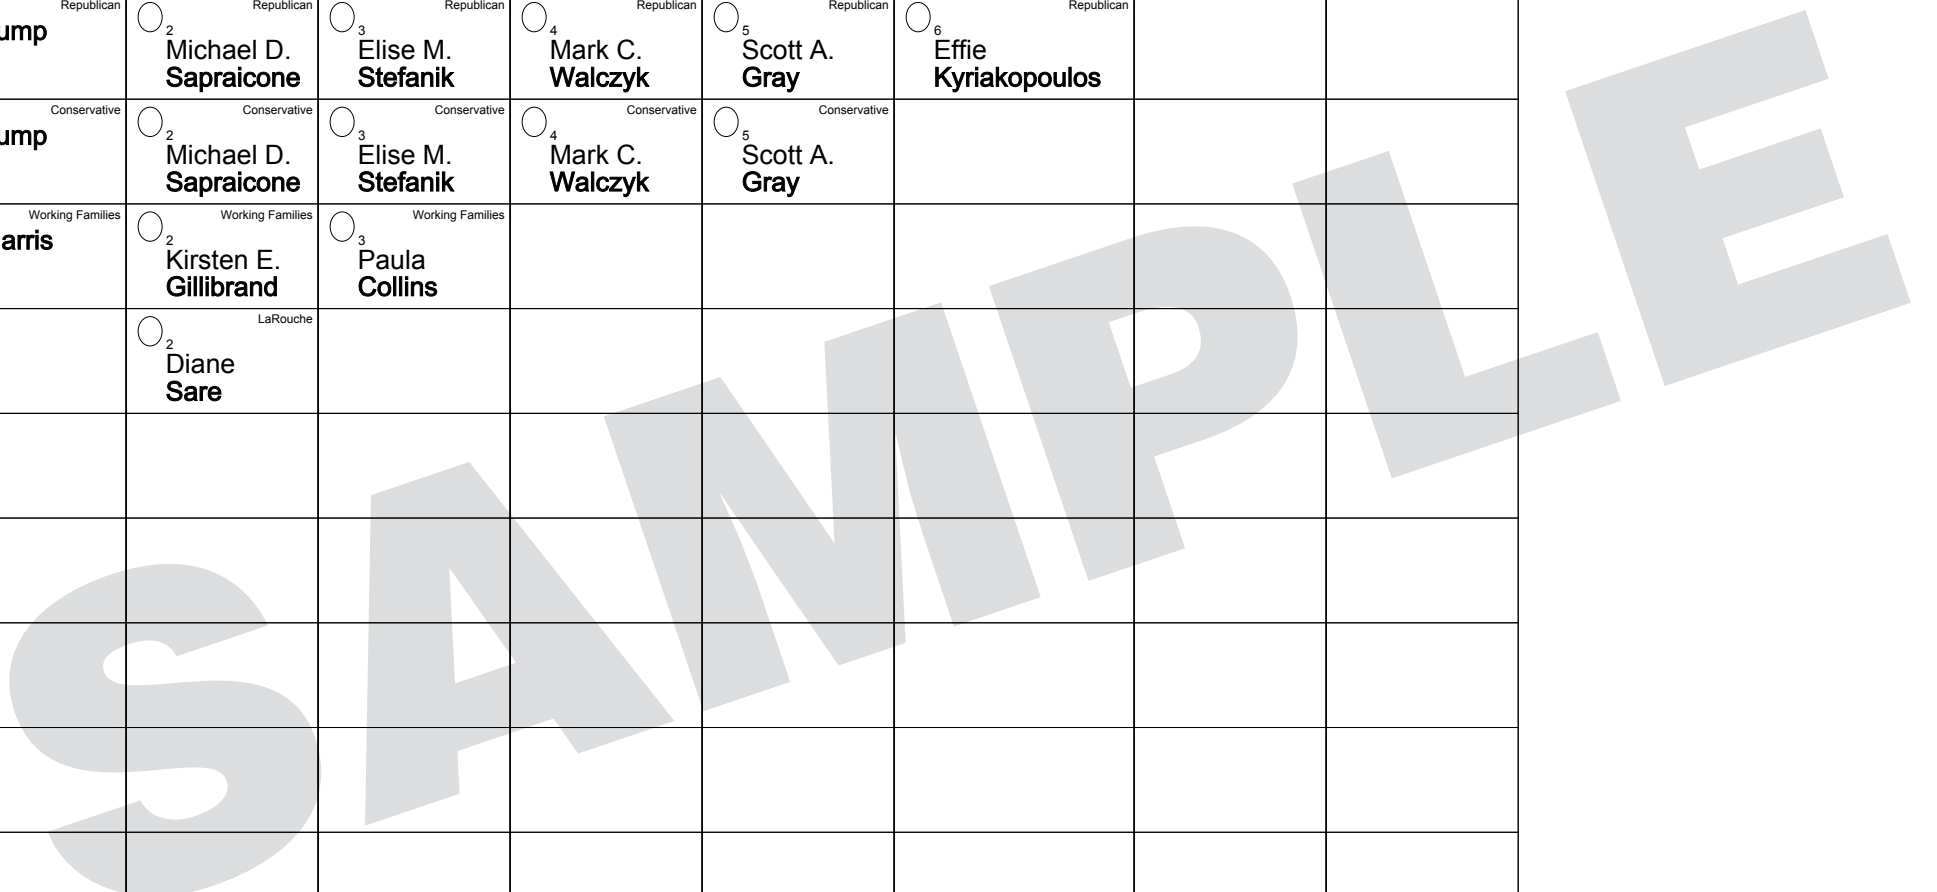 Republican Republican Republican Republican Republican Republican
ump
2 3 4 5 6
Michael D. Elise M. Mark C. Scott A. Effie
Sapraicone Stefanik Walczyk Gray Kyriakopoulos
Conservative Conservative Conservative Conservative Conservative
ump
2 3 4 5
Michael D. Elise M. Mark C. Scott A.
Sapraicone Stefanik Walczyk Gray
Working Families Working Families Working Families
arris
2 3
Kirsten E. Paula
Gillibrand Collins
LaRouche
2
Diane
Sare
SAMPLE